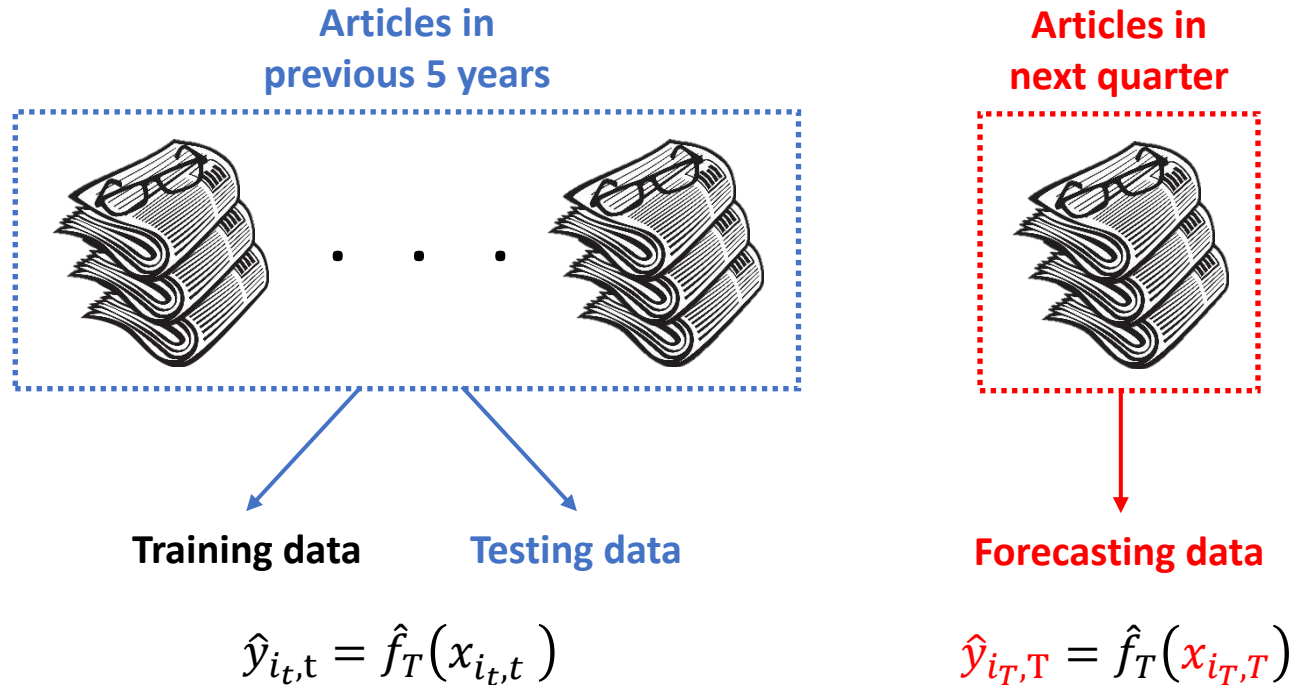 Articles in
previous 5 years
Articles in
next quarter
. . .
Training data
Testing data
Forecasting data
ŷ_{i_t,t} = f̂_T(x_{i_t,t})
ŷ_{i_T,T} = f̂_T(x_{i_T,T})